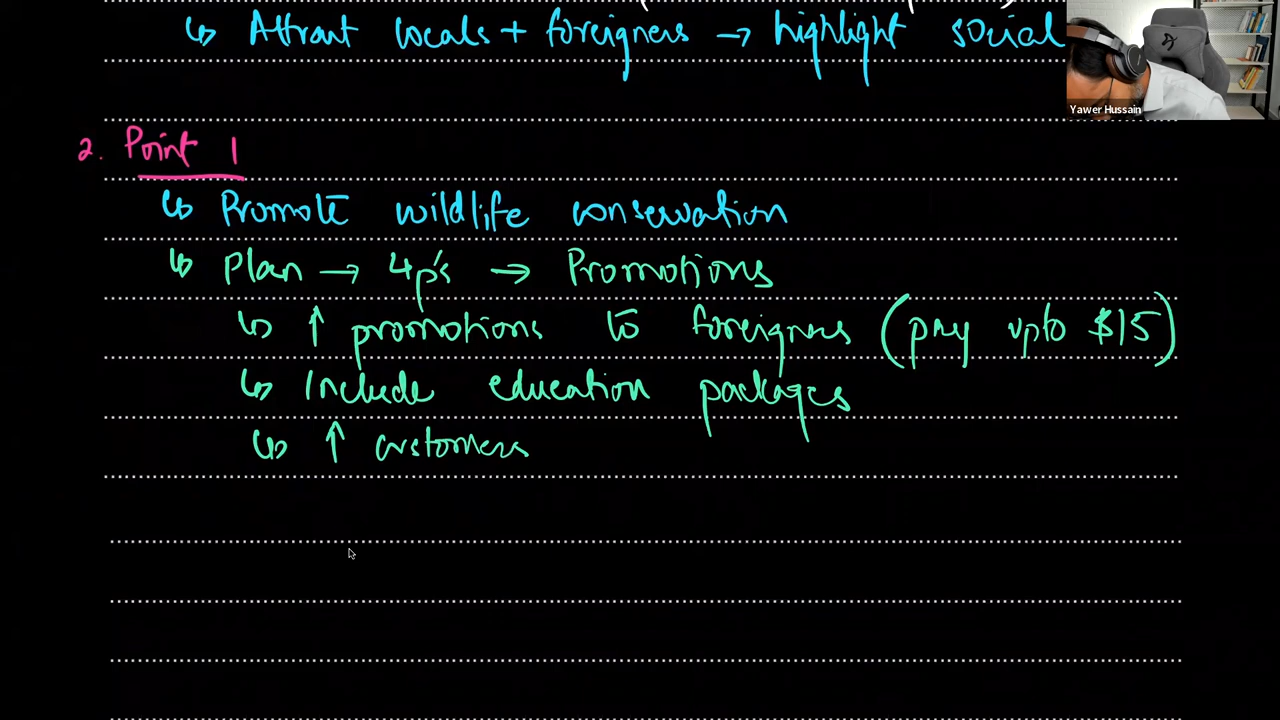 ↳ Attract locals + foreigners → highlight social
Yawer Hussain
2. Point 1
↳ Promote wildlife conservation
↳ Plan → 4p's → Promotions
↳ ↑ promotions to foreigners (pay upto $15)
↳ Include education packages
↳ ↑ customers